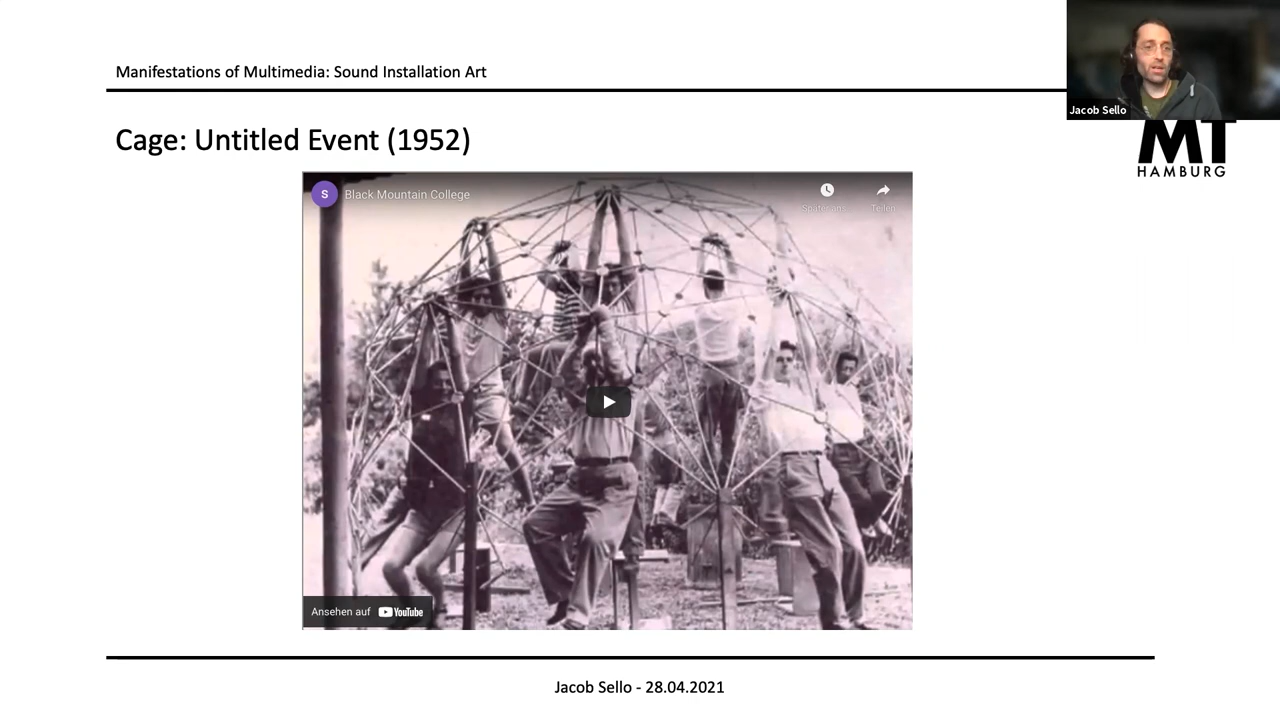 Manifestations of Multimedia: Sound Installation Art
Jacob Sello
MT
HAMBURG
Cage: Untitled Event (1952)
S
Black Mountain College
Teilen
Ansehen auf YouTube
Jacob Sello - 28.04.2021